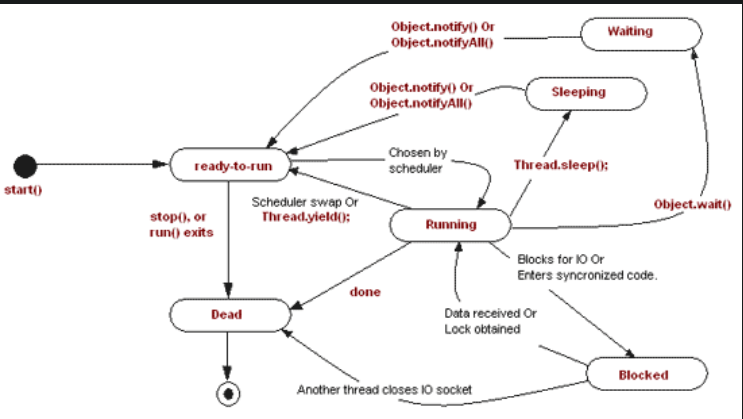 Object.notify() Or
Object.notifyAll()
Waiting
Object.notify() Or
Object.notifyAll()
Sleeping
ready-to-run
Chosen by
scheduler
Thread.sleep();
start()
Scheduler swap Or
Thread.yield();
Object.wait()
stop(), or
run() exits
Running
Blocks for IO Or
Enters syncronized code.
done
Dead
Data received Or
Lock obtained
Blocked
Another thread closes IO socket